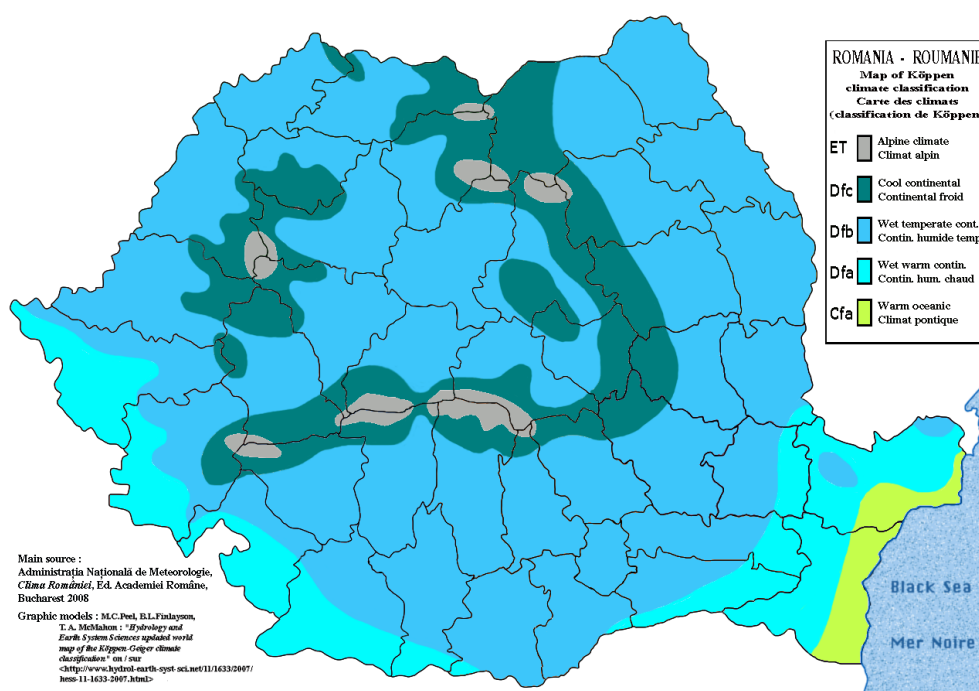 ROMANIA - ROUMANIE
Map of Köppen
climate classification
Carte des climats
(classification de Köppen
ET
Alpine climate
Climat alpin
Dfc
Cool continental
Continental froid
Dfb
Wet temperate cont.
Contin. humide temp
Dfa
Wet warm contin.
Contin. hum. chaud
Cfa
Warm oceanic
Climat pontique
Main source :
Administrația Națională de Meteorologie,
Clima României, Ed. Academiei Române,
Bucharest 2008
Graphic models : M.C.Peel, B.L.Finlayson,
T. A. McMahon : "Hydrology and
Earth System Sciences updated world
map of the Köppen-Geiger climate
classification" on / sur
<http://www.hydrol-earth-syst-sci.net/11/1633/2007/
hess-11-1633-2007.html>
Black Sea
Mer Noire